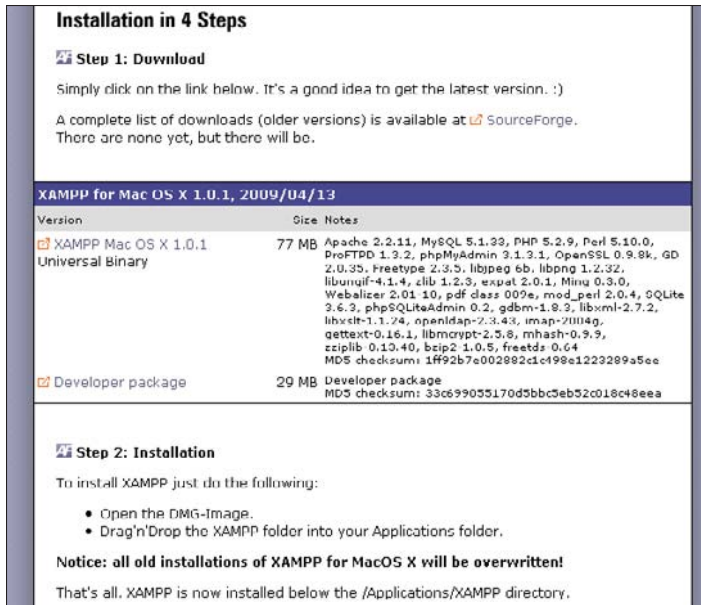 Installation in 4 Steps
Step 1: Download
Simply click on the link below. It's a good idea to get the latest version. :)
A complete list of downloads (older versions) is available at SourceForge.
There are none yet, but there will be.
XAMPP for Mac OS X 1.0.1, 2009/04/13
Version Size Notes
XAMPP Mac OS X 1.0.1 77 MB Apache 2.2.11, MySQL 5.1.33, PHP 5.2.9, Perl 5.10.0,
Universal Binary ProFTPD 1.3.2, phpMyAdmin 3.1.3.1, OpenSSL 0.9.8k, GD
2.0.35, Freetype 2.3.5, libjpeg 6b, libpng 1.2.32,
libungif-4.1.4, zlib 1.2.3, expat 2.0.1, Ming 0.3.0,
Webalizer 2.01-10, pdf class 009e, mod_perl 2.0.4, SQLite
3.6.3, phpSQLiteAdmin 0.2, gdbm-1.8.3, libxml-2.7.2,
libxslt-1.1.24, openldap-2.3.43, imap-2004g,
gettext-0.16.1, libmcrypt-2.5.8, mhash-0.9.9,
zziplib-0.13.48, bzip2-1.0.5, freetds-0.64
MD5 checksum: 1ff92b7e002882c1c498e1223289a5ee
Developer package 29 MB Developer package
MD5 checksum: 33c699055170d5bbc5eb52c018c48eea
Step 2: Installation
To install XAMPP just do the following:
• Open the DMG-Image.
• Drag'n'Drop the XAMPP folder into your Applications folder.
Notice: all old installations of XAMPP for MacOS X will be overwritten!
That's all. XAMPP is now installed below the /Applications/XAMPP directory.